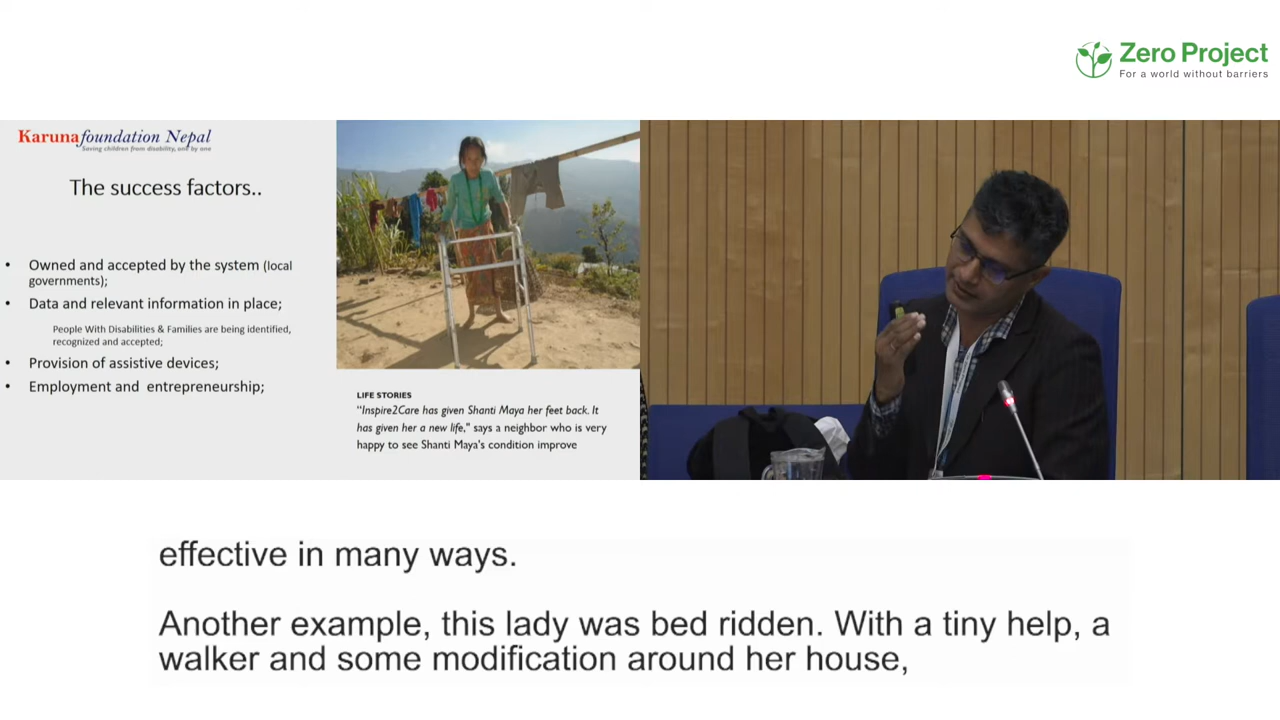 Zero Project
For a world without barriers
Karuna foundation Nepal
Saving children from disability, one by one
The success factors..
• Owned and accepted by the system (local
governments);
• Data and relevant information in place;
People With Disabilities & Families are being identified,
recognized and accepted;
• Provision of assistive devices;
• Employment and entrepreneurship;
LIFE STORIES
"Inspire2Care has given Shanti Maya her feet back. It
has given her a new life," says a neighbor who is very
happy to see Shanti Maya's condition improve
effective in many ways.
Another example, this lady was bed ridden. With a tiny help, a
walker and some modification around her house,